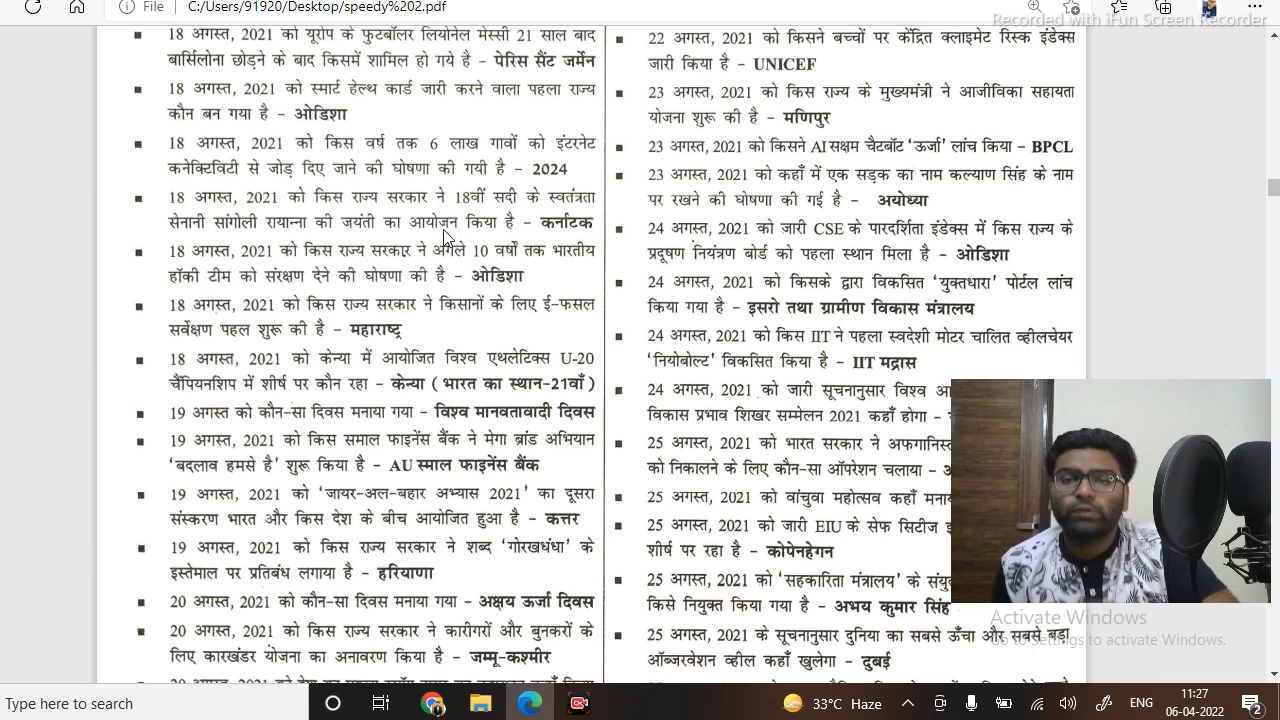 File
C:/Users/91920/Desktop/speedy%202.pdf
Recorded with iFun Screen Recorder
18 अगस्त, 2021 को यूरोप के फुटबॉलर लियोनेल मेस्सी 21 साल बाद
बार्सिलोना छोड़ने के बाद किसमें शामिल हो गये है – पेरिस सैंट जर्मेन
18 अगस्त, 2021 को स्मार्ट हेल्थ कार्ड जारी करने वाला पहला राज्य
कौन बन गया है – ओडिशा
18 अगस्त, 2021 को किस वर्ष तक 6 लाख गावों को इंटरनेट
कनेक्टिविटी से जोड़ दिए जाने की घोषणा की गयी है – 2024
18 अगस्त, 2021 को किस राज्य सरकार ने 18वीं सदी के स्वतंत्रता
सेनानी सांगोली रायान्ना की जयंती का आयोजन किया है – कर्नाटक
18 अगस्त, 2021 को किस राज्य सरकार ने अगले 10 वर्षों तक भारतीय
हॉकी टीम को संरक्षण देने की घोषणा की है – ओडिशा
18 अगस्त, 2021 को किस राज्य सरकार ने किसानों के लिए ई-फसल
सर्वेक्षण पहल शुरू की है – महाराष्ट्र
18 अगस्त, 2021 को केन्या में आयोजित विश्व एथलेटिक्स U-20
चैंपियनशिप में शीर्ष पर कौन रहा – केन्या ( भारत का स्थान-21वाँ )
19 अगस्त को कौन-सा दिवस मनाया गया – विश्व मानवतावादी दिवस
19 अगस्त, 2021 को किस समाल फाइनेंस बैंक ने मेगा ब्रांड अभियान
‘बदलाव हमसे है’ शुरू किया है – AU स्माल फाइनेंस बैंक
19 अगस्त, 2021 को ‘जायर-अल-बहार अभ्यास 2021’ का दूसरा
संस्करण भारत और किस देश के बीच आयोजित हुआ है – कत्तर
19 अगस्त, 2021 को किस राज्य सरकार ने शब्द ‘गोरखधंधा’ के
इस्तेमाल पर प्रतिबंध लगाया है – हरियाणा
20 अगस्त, 2021 को कौन-सा दिवस मनाया गया – अक्षय ऊर्जा दिवस
20 अगस्त, 2021 को किस राज्य सरकार ने कारीगरों और बुनकरों के
लिए कारखंडर योजना का अनावरण किया है – जम्मू-कश्मीर
22 अगस्त, 2021 को किसने बच्चों पर केंद्रित क्लाइमेट रिस्क इंडेक्स
जारी किया है – UNICEF
23 अगस्त, 2021 को किस राज्य के मुख्यमंत्री ने आजीविका सहायता
योजना शुरू की है – मणिपुर
23 अगस्त, 2021 को किसने AI सक्षम चैटबॉट ‘ऊर्जा’ लांच किया – BPCL
23 अगस्त, 2021 को कहाँ में एक सड़क का नाम कल्याण सिंह के नाम
पर रखने की घोषणा की गई है – अयोध्या
24 अगस्त, 2021 को जारी CSE के पारदर्शिता इंडेक्स में किस राज्य के
प्रदूषण नियंत्रण बोर्ड को पहला स्थान मिला है – ओडिशा
24 अगस्त, 2021 को किसके द्वारा विकसित ‘युक्तधारा’ पोर्टल लांच
किया गया है – इसरो तथा ग्रामीण विकास मंत्रालय
24 अगस्त, 2021 को किस IIT ने पहला स्वदेशी मोटर चालित व्हीलचेयर
‘नियोबोल्ट’ विकसित किया है – IIT मद्रास
24 अगस्त, 2021 को जारी सूचनानुसार विश्व
विकास प्रभाव शिखर सम्मेलन 2021 कहाँ होगा –
25 अगस्त, 2021 को भारत सरकार ने
को निकालने के लिए कौन-सा ऑपरेशन चलाया –
25 अगस्त, 2021 को वांचुवा महोत्सव कहाँ
25 अगस्त, 2021 को जारी EIU के सेफ सिटीज
शीर्ष पर रहा है – कोपेनहेगन
25 अगस्त, 2021 को ‘सहकारिता मंत्रालय’ के
किसे नियुक्त किया गया है – अभय कुमार सिंह
25 अगस्त, 2021 के सूचनानुसार दुनिया का सबसे ऊँचा और सबसे बड़ा
ऑब्जरवेशन व्हील कहाँ खुलेगा – दुबई
Activate Windows
Go to Settings to activate Windows.
Type here to search
33°C Haze
ENG
11:27
06-04-2022
2